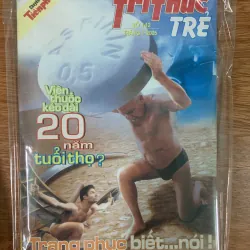 Tri Thức
TRẺ
0.5
Viên thuốc
kéo dài
20
năm
tuổi thọ?
Trang phục biết...nói!